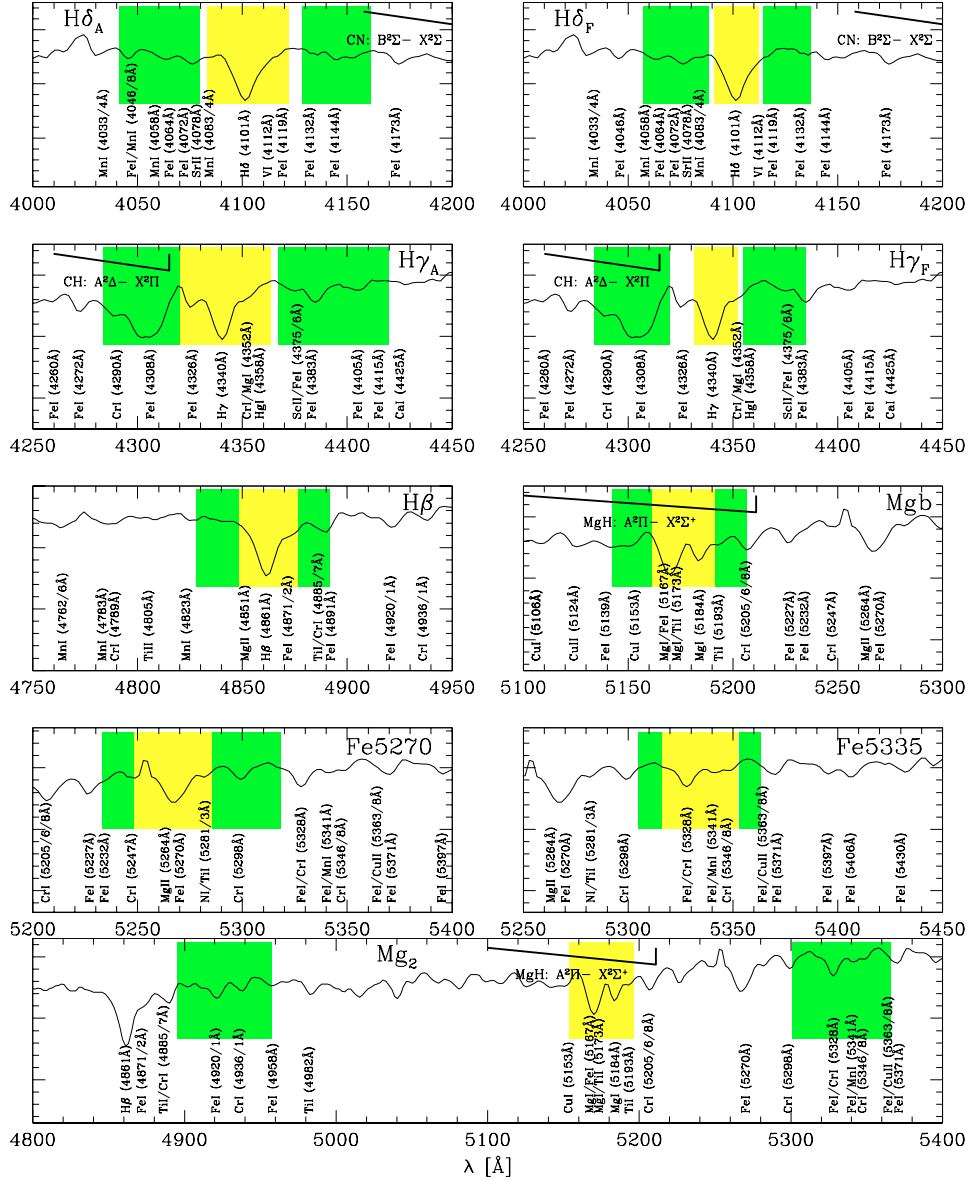 Hδ_A
CN: B²Σ− X²Σ
MnI (4033/4Å)
FeI/MnI (4046/8Å)
MnI (4058Å)
FeI (4064Å)
FeI (4072Å)
SrII (4078Å)
MnI (4083/4Å)
Hδ (4101Å)
VI (4112Å)
FeI (4119Å)
FeI (4132Å)
FeI (4144Å)
FeI (4173Å)
4000 4050 4100 4150 4200
Hδ_F
CN: B²Σ− X²Σ
MnI (4033/4Å)
FeI (4046Å)
MnI (4058Å)
FeI (4064Å)
FeI (4072Å)
SrII (4078Å)
MnI (4083/4Å)
Hδ (4101Å)
VI (4112Å)
FeI (4119Å)
FeI (4132Å)
FeI (4144Å)
FeI (4173Å)
4000 4050 4100 4150 4200
Hγ_A
CH: A²Δ− X²Π
FeI (4260Å)
FeI (4272Å)
CrI (4290Å)
FeI (4308Å)
FeI (4326Å)
Hγ (4340Å)
CrI/MgI (4352Å)
HgI (4358Å)
ScII/FeI (4375/6Å)
FeI (4383Å)
FeI (4405Å)
FeI (4415Å)
CaI (4425Å)
4250 4300 4350 4400 4450
Hγ_F
CH: A²Δ− X²Π
FeI (4260Å)
FeI (4272Å)
CrI (4290Å)
FeI (4308Å)
FeI (4326Å)
Hγ (4340Å)
CrI/MgI (4352Å)
HgI (4358Å)
ScII/FeI (4375/6Å)
FeI (4383Å)
FeI (4405Å)
FeI (4415Å)
CaI (4425Å)
4250 4300 4350 4400 4450
Hβ
MnI (4762/6Å)
MnI (4783Å)
CrI (4789Å)
TiII (4805Å)
MnI (4823Å)
MgII (4851Å)
Hβ (4861Å)
FeI (4871/2Å)
TiI/CrI (4885/7Å)
FeI (4891Å)
FeI (4920/1Å)
CrI (4936/1Å)
4750 4800 4850 4900 4950
Mgb
MgH: A²Π− X²Σ⁺
CuI (5106Å)
CuII (5124Å)
FeI (5139Å)
CuI (5153Å)
MgI/FeI (5167Å)
MgI/TiI (5173Å)
MgI (5184Å)
TiI (5193Å)
CrI (5205/6/8Å)
FeI (5227Å)
FeI (5232Å)
CrI (5247Å)
MgII (5264Å)
FeI (5270Å)
5100 5150 5200 5250 5300
Fe5270
CrI (5205/6/8Å)
FeI (5227Å)
FeI (5232Å)
CrI (5247Å)
MgII (5264Å)
FeI (5270Å)
NI/TiI (5281/3Å)
CrI (5298Å)
FeI/CrI (5328Å)
FeI/MnI (5341Å)
CrI (5346/8Å)
FeI/CuII (5363/8Å)
FeI (5371Å)
FeI (5397Å)
5200 5250 5300 5350 5400
Fe5335
MgII (5264Å)
FeI (5270Å)
NI/TiI (5281/3Å)
CrI (5298Å)
FeI/CrI (5328Å)
FeI/MnI (5341Å)
CrI (5346/8Å)
FeI/CuII (5363/8Å)
FeI (5371Å)
FeI (5397Å)
FeI (5406Å)
FeI (5430Å)
5250 5300 5350 5400 5450
Mg₂
MgH: A²Π− X²Σ⁺
Hβ (4861Å)
FeI (4871/2Å)
TiI/CrI (4885/7Å)
FeI (4920/1Å)
CrI (4936/1Å)
FeI (4958Å)
TiI (4982Å)
CuI (5153Å)
MgI/FeI (5167Å)
MgI/TiI (5173Å)
MgI (5184Å)
TiI (5193Å)
CrI (5205/6/8Å)
FeI (5270Å)
CrI (5298Å)
FeI/CrI (5328Å)
FeI/MnI (5341Å)
CrI (5346/8Å)
FeI/CuII (5363/8Å)
FeI (5371Å)
4800 4900 5000 5100 5200 5300 5400
λ [Å]